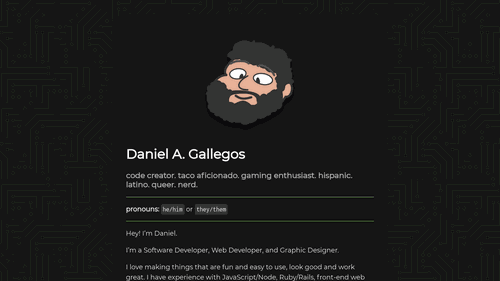 Daniel A. Gallegos
code creator. taco aficionado. gaming enthusiast. hispanic.
latino. queer. nerd.
pronouns: he/him or they/them
Hey! I'm Daniel.
I'm a Software Developer, Web Developer, and Graphic Designer.
I love making things that are fun and easy to use, look good and work
great. I have experience with JavaScript/Node, Ruby/Rails, front-end web